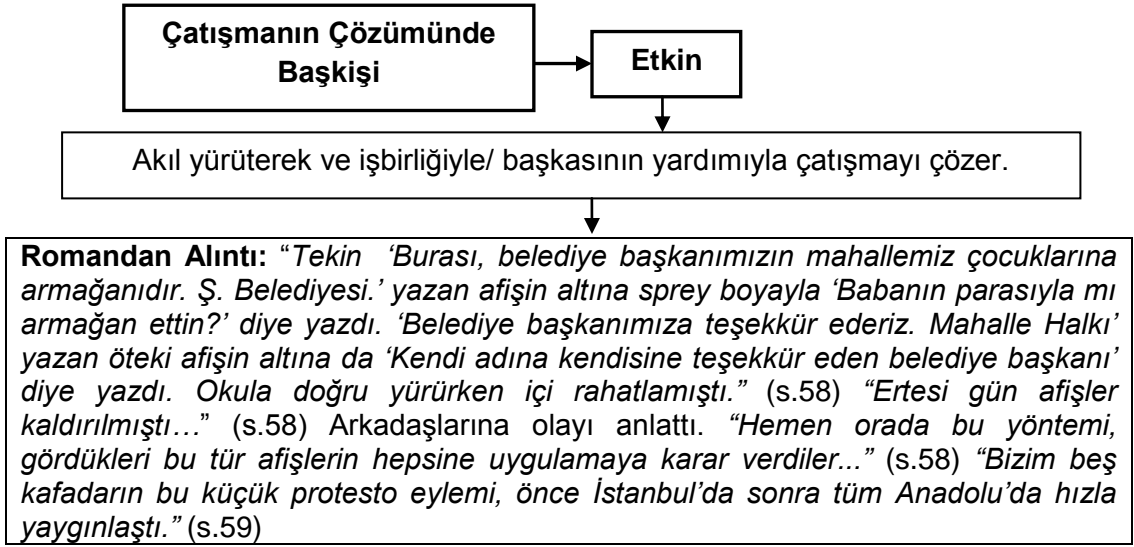 Çatışmanın Çözümünde
Başkişi
Etkin
Akıl yürüterek ve işbirliğiyle/ başkasının yardımıyla çatışmayı çözer.
Romandan Alıntı: “Tekin ‘Burası, belediye başkanımızın mahallemiz çocuklarına
armağanıdır. Ş. Belediyesi.’ yazan afişin altına sprey boyayla ‘Babanın parasıyla mı
armağan ettin?’ diye yazdı. ‘Belediye başkanımıza teşekkür ederiz. Mahalle Halkı’
yazan öteki afişin altına da ‘Kendi adına kendisine teşekkür eden belediye başkanı’
diye yazdı. Okula doğru yürürken içi rahatlamıştı.” (s.58) “Ertesi gün afişler
kaldırılmıştı…” (s.58) Arkadaşlarına olayı anlattı. “Hemen orada bu yöntemi,
gördükleri bu tür afişlerin hepsine uygulamaya karar verdiler...” (s.58) “Bizim beş
kafadarın bu küçük protesto eylemi, önce İstanbul’da sonra tüm Anadolu’da hızla
yaygınlaştı.” (s.59)